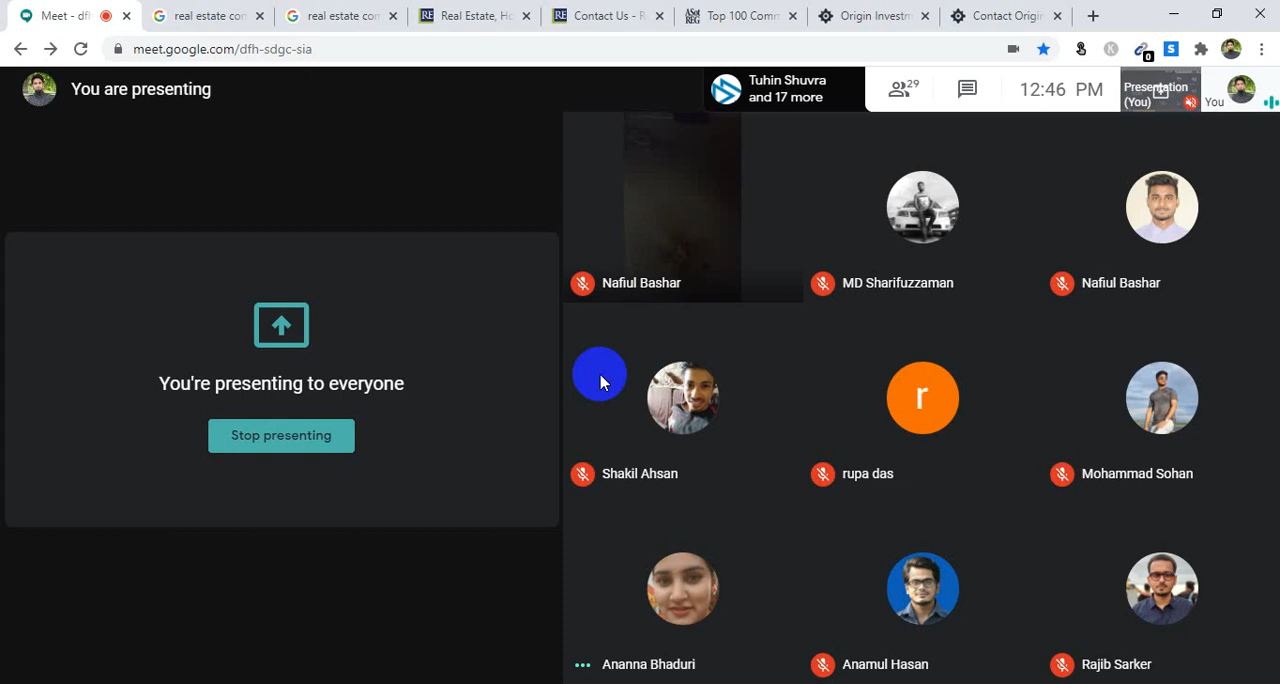 Meet - dfh
real estate con
real estate com
Real Estate, Ho
Contact Us - R
Top 100 Comm
Origin Investm
Contact Origin
meet.google.com/dfh-sdgc-sia
K
0
S
You are presenting
Tuhin Shuvra
and 17 more
29
12:46 PM
Presentation
(You)
You
You're presenting to everyone
Stop presenting
Nafiul Bashar
MD Sharifuzzaman
Nafiul Bashar
Shakil Ahsan
r
rupa das
Mohammad Sohan
Ananna Bhaduri
Anamul Hasan
Rajib Sarker